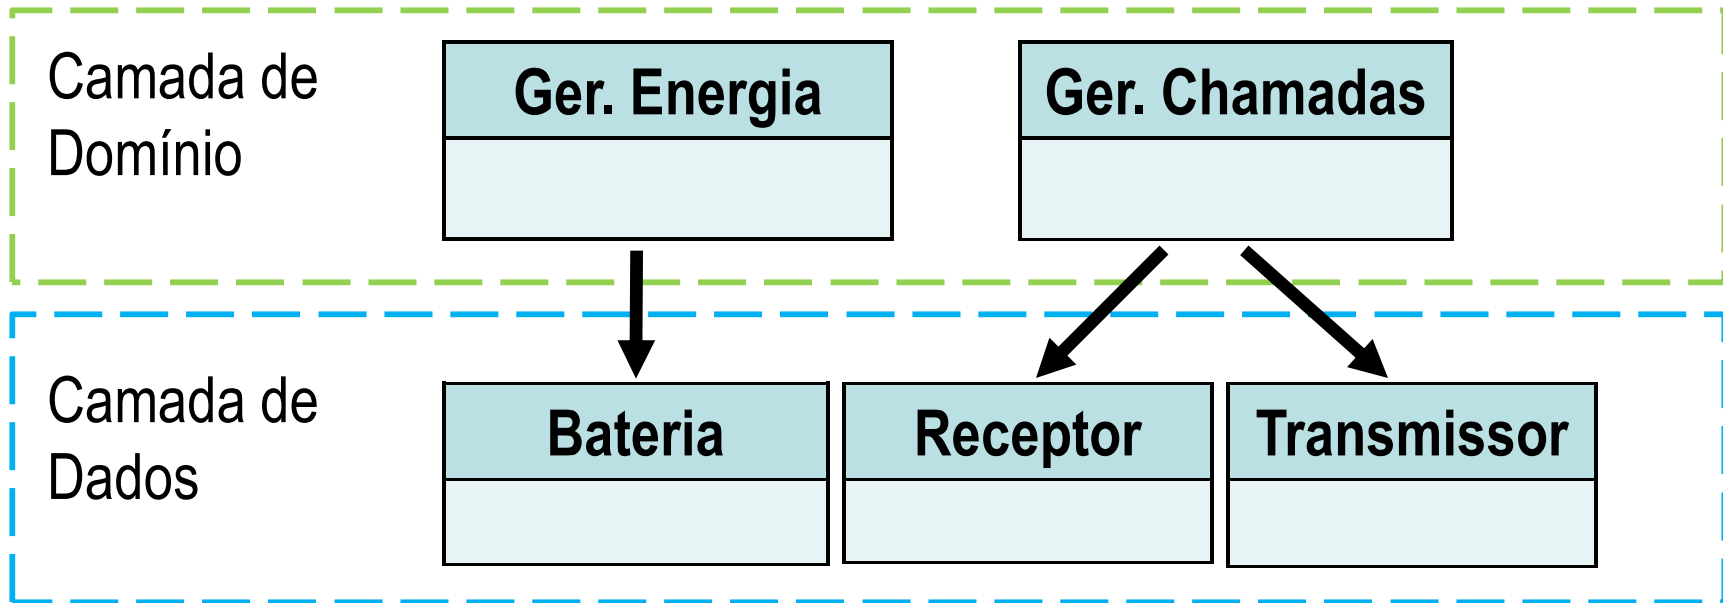 Camada de
Domínio
Ger. Energia
Ger. Chamadas
Camada de
Dados
Bateria
Receptor
Transmissor